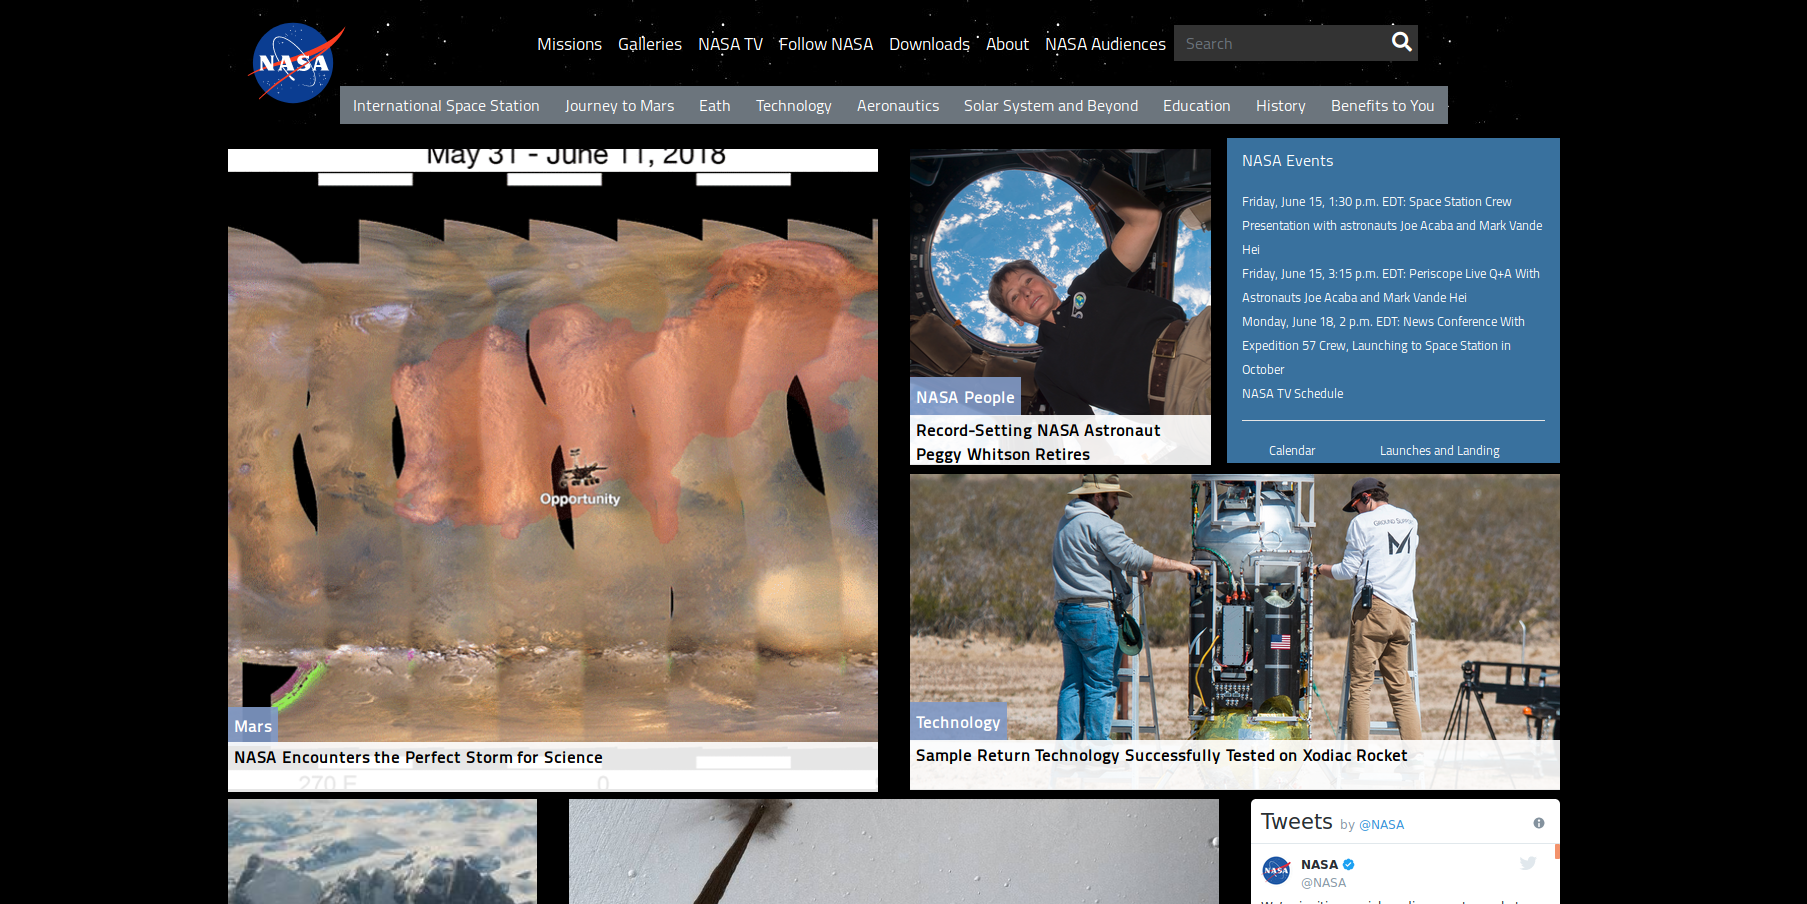 NASA
Missions Galleries NASA TV Follow NASA Downloads About NASA Audiences Search
International Space Station Journey to Mars Eath Technology Aeronautics Solar System and Beyond Education History Benefits to You
May 31 - June 11, 2018
Opportunity
Mars
NASA Encounters the Perfect Storm for Science
270 E 0
NASA People
Record-Setting NASA Astronaut
Peggy Whitson Retires
NASA Events
Friday, June 15, 1:30 p.m. EDT: Space Station Crew
Presentation with astronauts Joe Acaba and Mark Vande
Hei
Friday, June 15, 3:15 p.m. EDT: Periscope Live Q+A With
Astronauts Joe Acaba and Mark Vande Hei
Monday, June 18, 2 p.m. EDT: News Conference With
Expedition 57 Crew, Launching to Space Station in
October
NASA TV Schedule
Calendar Launches and Landing
GROUND SUPPORT
Technology
Sample Return Technology Successfully Tested on Xodiac Rocket
Tweets by @NASA
NASA
NASA
@NASA